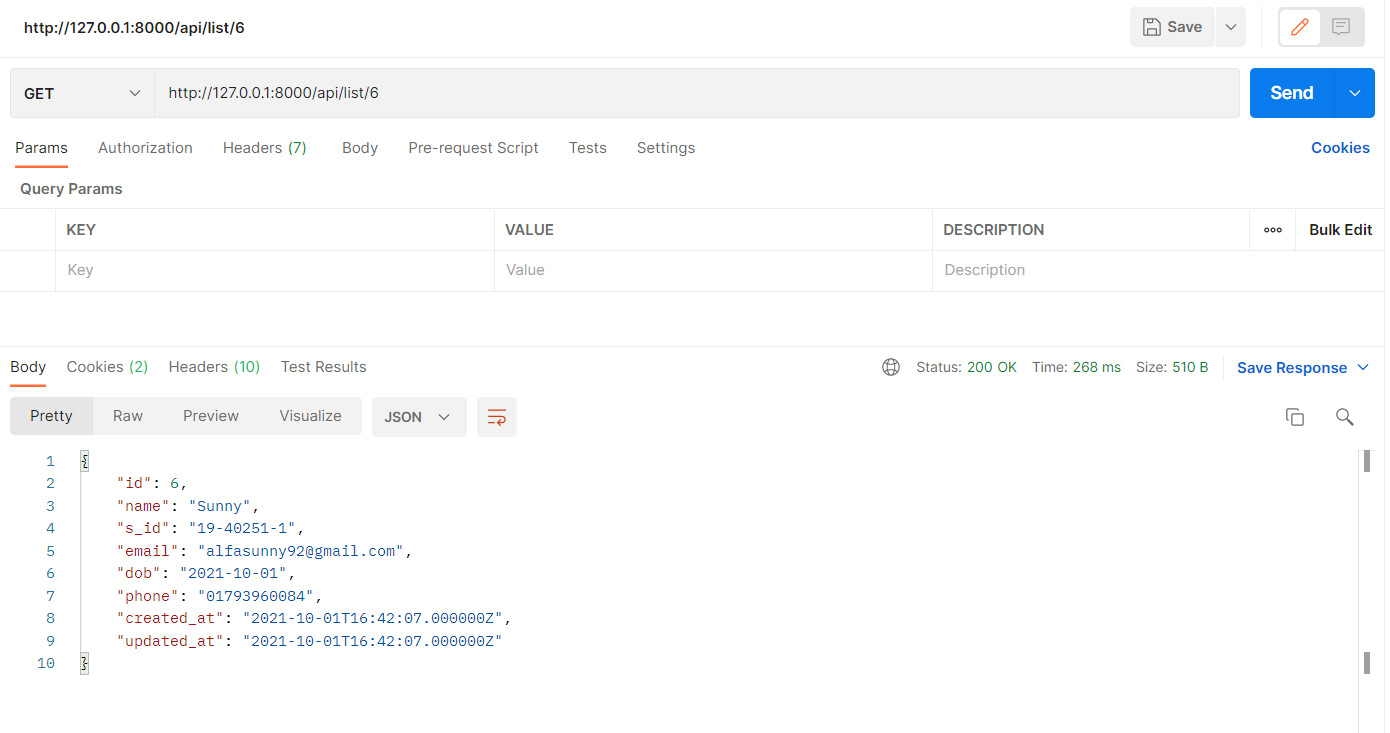 http://127.0.0.1:8000/api/list/6
Save
GET
http://127.0.0.1:8000/api/list/6
Send
Params Authorization Headers (7) Body Pre-request Script Tests Settings Cookies
Query Params
KEY VALUE DESCRIPTION ooo Bulk Edit
Key Value Description
Body Cookies (2) Headers (10) Test Results Status: 200 OK Time: 268 ms Size: 510 B Save Response
Pretty Raw Preview Visualize JSON
1 {
2 "id": 6,
3 "name": "Sunny",
4 "s_id": "19-40251-1",
5 "email": "alfasunny92@gmail.com",
6 "dob": "2021-10-01",
7 "phone": "01793960084",
8 "created_at": "2021-10-01T16:42:07.000000Z",
9 "updated_at": "2021-10-01T16:42:07.000000Z"
10 }